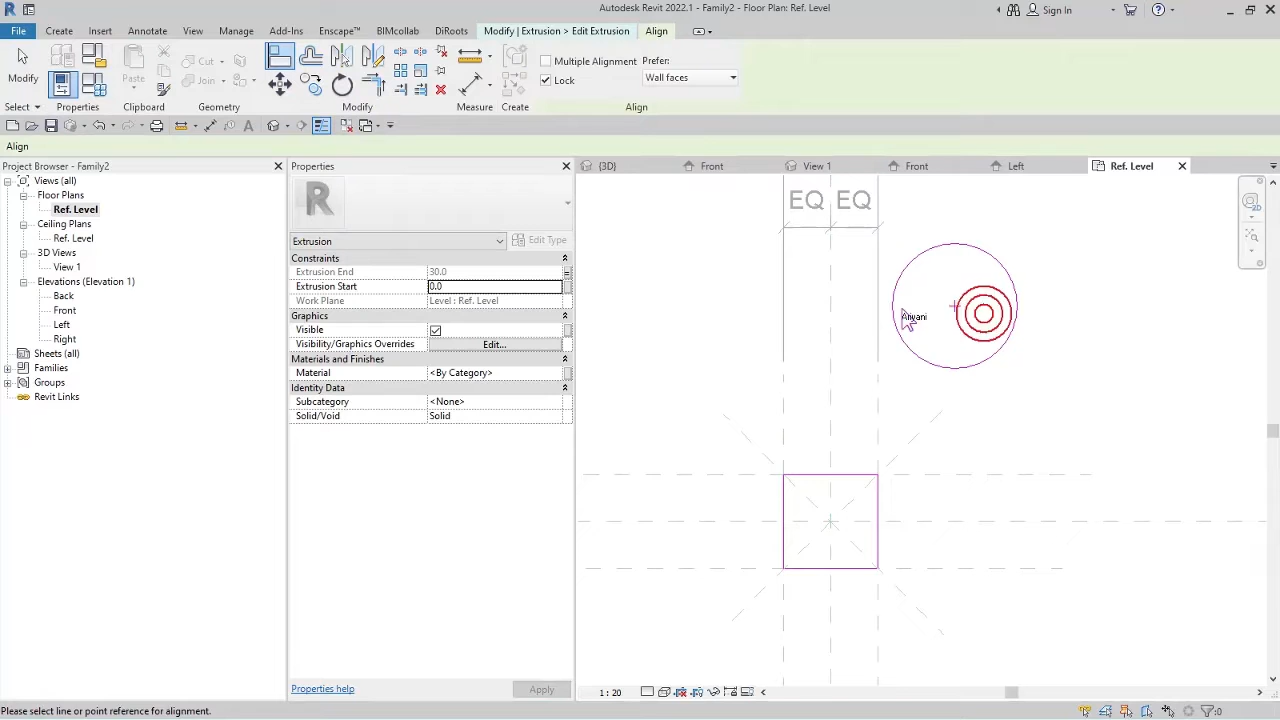 Autodesk Revit 2022.1 - Family2 - Floor Plan: Ref. Level
Sign In
File Create Insert Annotate View Manage Add-Ins Enscape™ BIMcollab DiRoots Modify | Extrusion > Edit Extrusion Align
Modify
Paste
Cut
Join
Create
Multiple Alignment
Lock
Prefer:
Wall faces
Select Properties Clipboard Geometry Modify Measure Create Align
Align
Project Browser - Family2
Views (all)
Floor Plans
Ref. Level
Ceiling Plans
Ref. Level
3D Views
View 1
Elevations (Elevation 1)
Back
Front
Left
Right
Sheets (all)
Families
Groups
Revit Links
Properties
R
Extrusion
Edit Type
Constraints
Extrusion End 30.0
Extrusion Start 0.0
Work Plane Level : Ref. Level
Graphics
Visible
Visibility/Graphics Overrides Edit...
Materials and Finishes
Material <By Category>
Identity Data
Subcategory <None>
Solid/Void Solid
Properties help
Apply
{3D} Front View 1 Front Left Ref. Level
EQ EQ
2D
1 : 20
Please select line or point reference for alignment.
:0